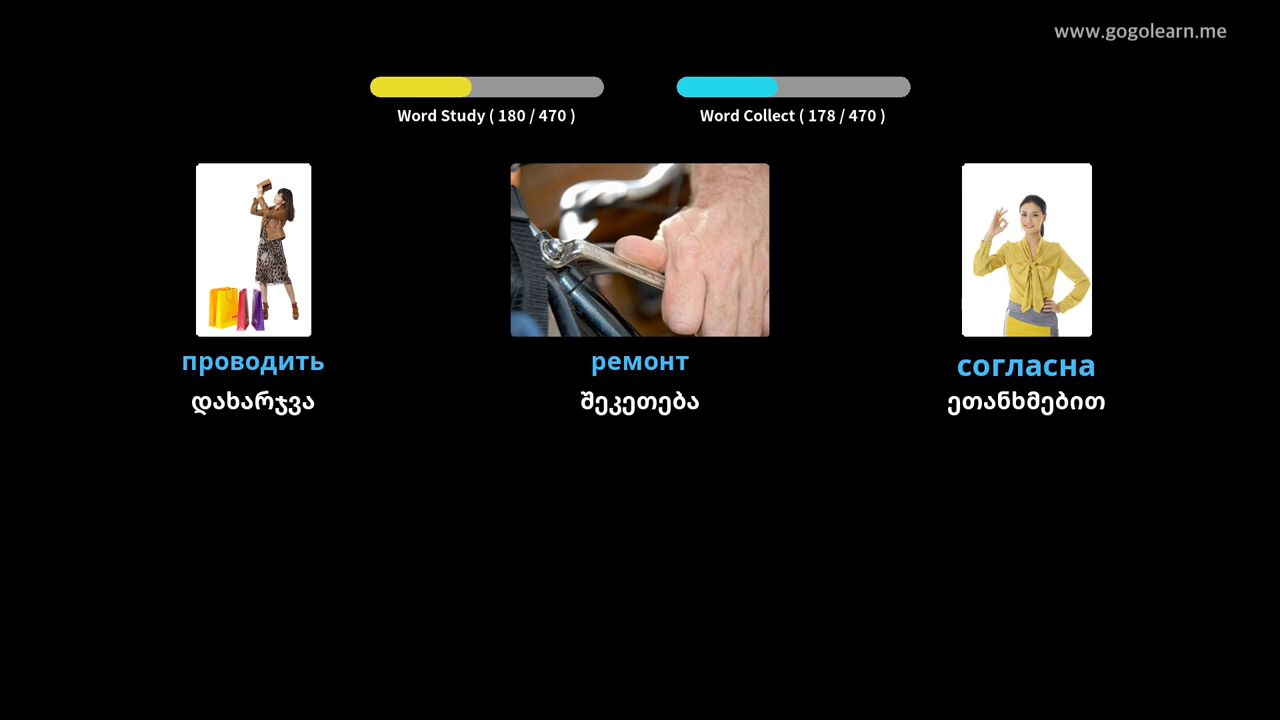 www.gogolearn.me
Word Study ( 180 / 470 )
Word Collect ( 178 / 470 )
проводить
დახარჯვა
ремонт
შეკეთება
согласна
ეთანხმებით